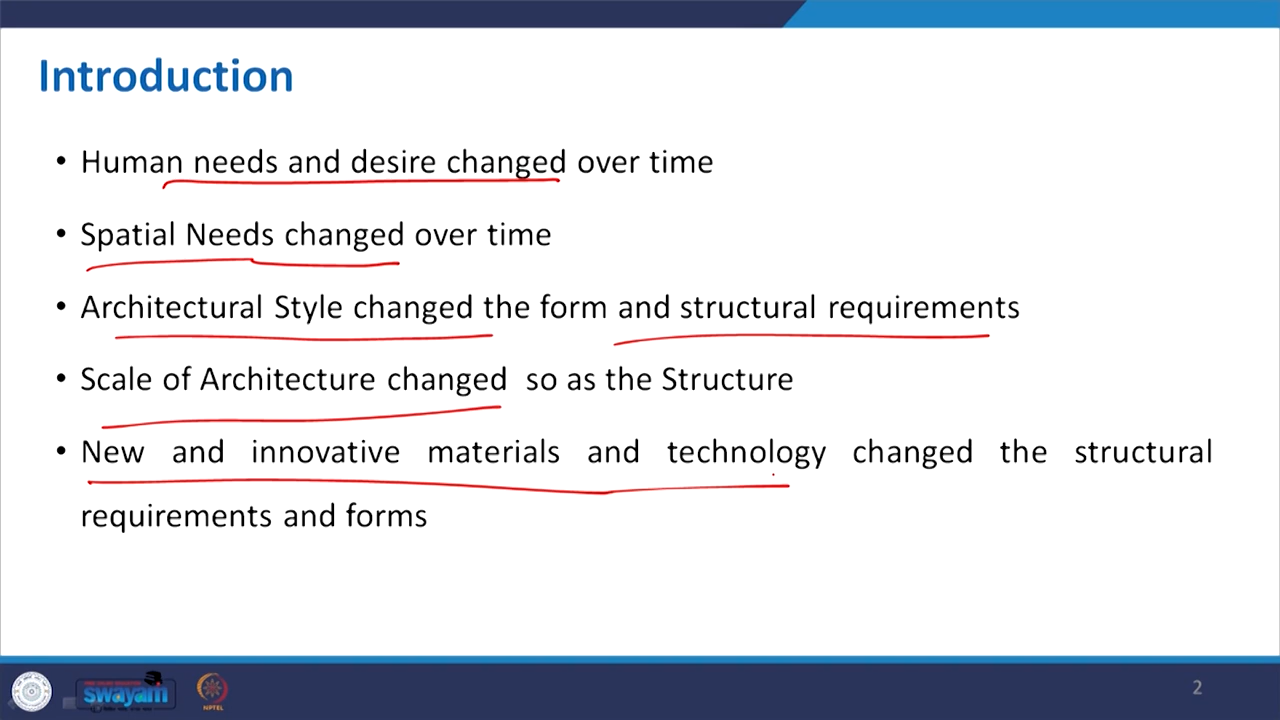 Introduction
• Human needs and desire changed over time
• Spatial Needs changed over time
• Architectural Style changed the form and structural requirements
• Scale of Architecture changed so as the Structure
• New and innovative materials and technology changed the structural
requirements and forms
swayam
NPTEL
2